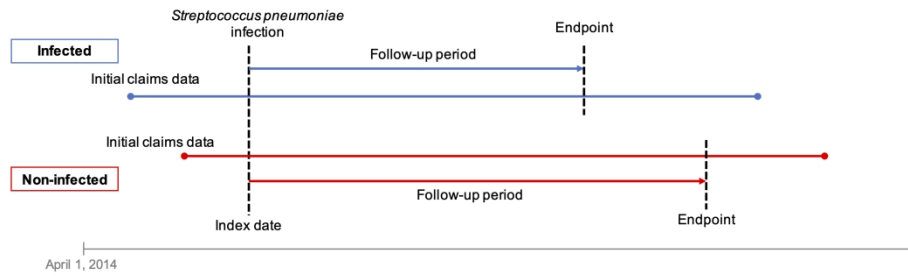 Streptococcus pneumoniae
infection
Endpoint
Infected
Follow-up period
Initial claims data
Initial claims data
Non-infected
Follow-up period
Index date
Endpoint
April 1, 2014